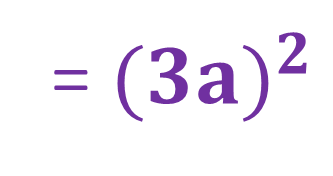 = (3a)²